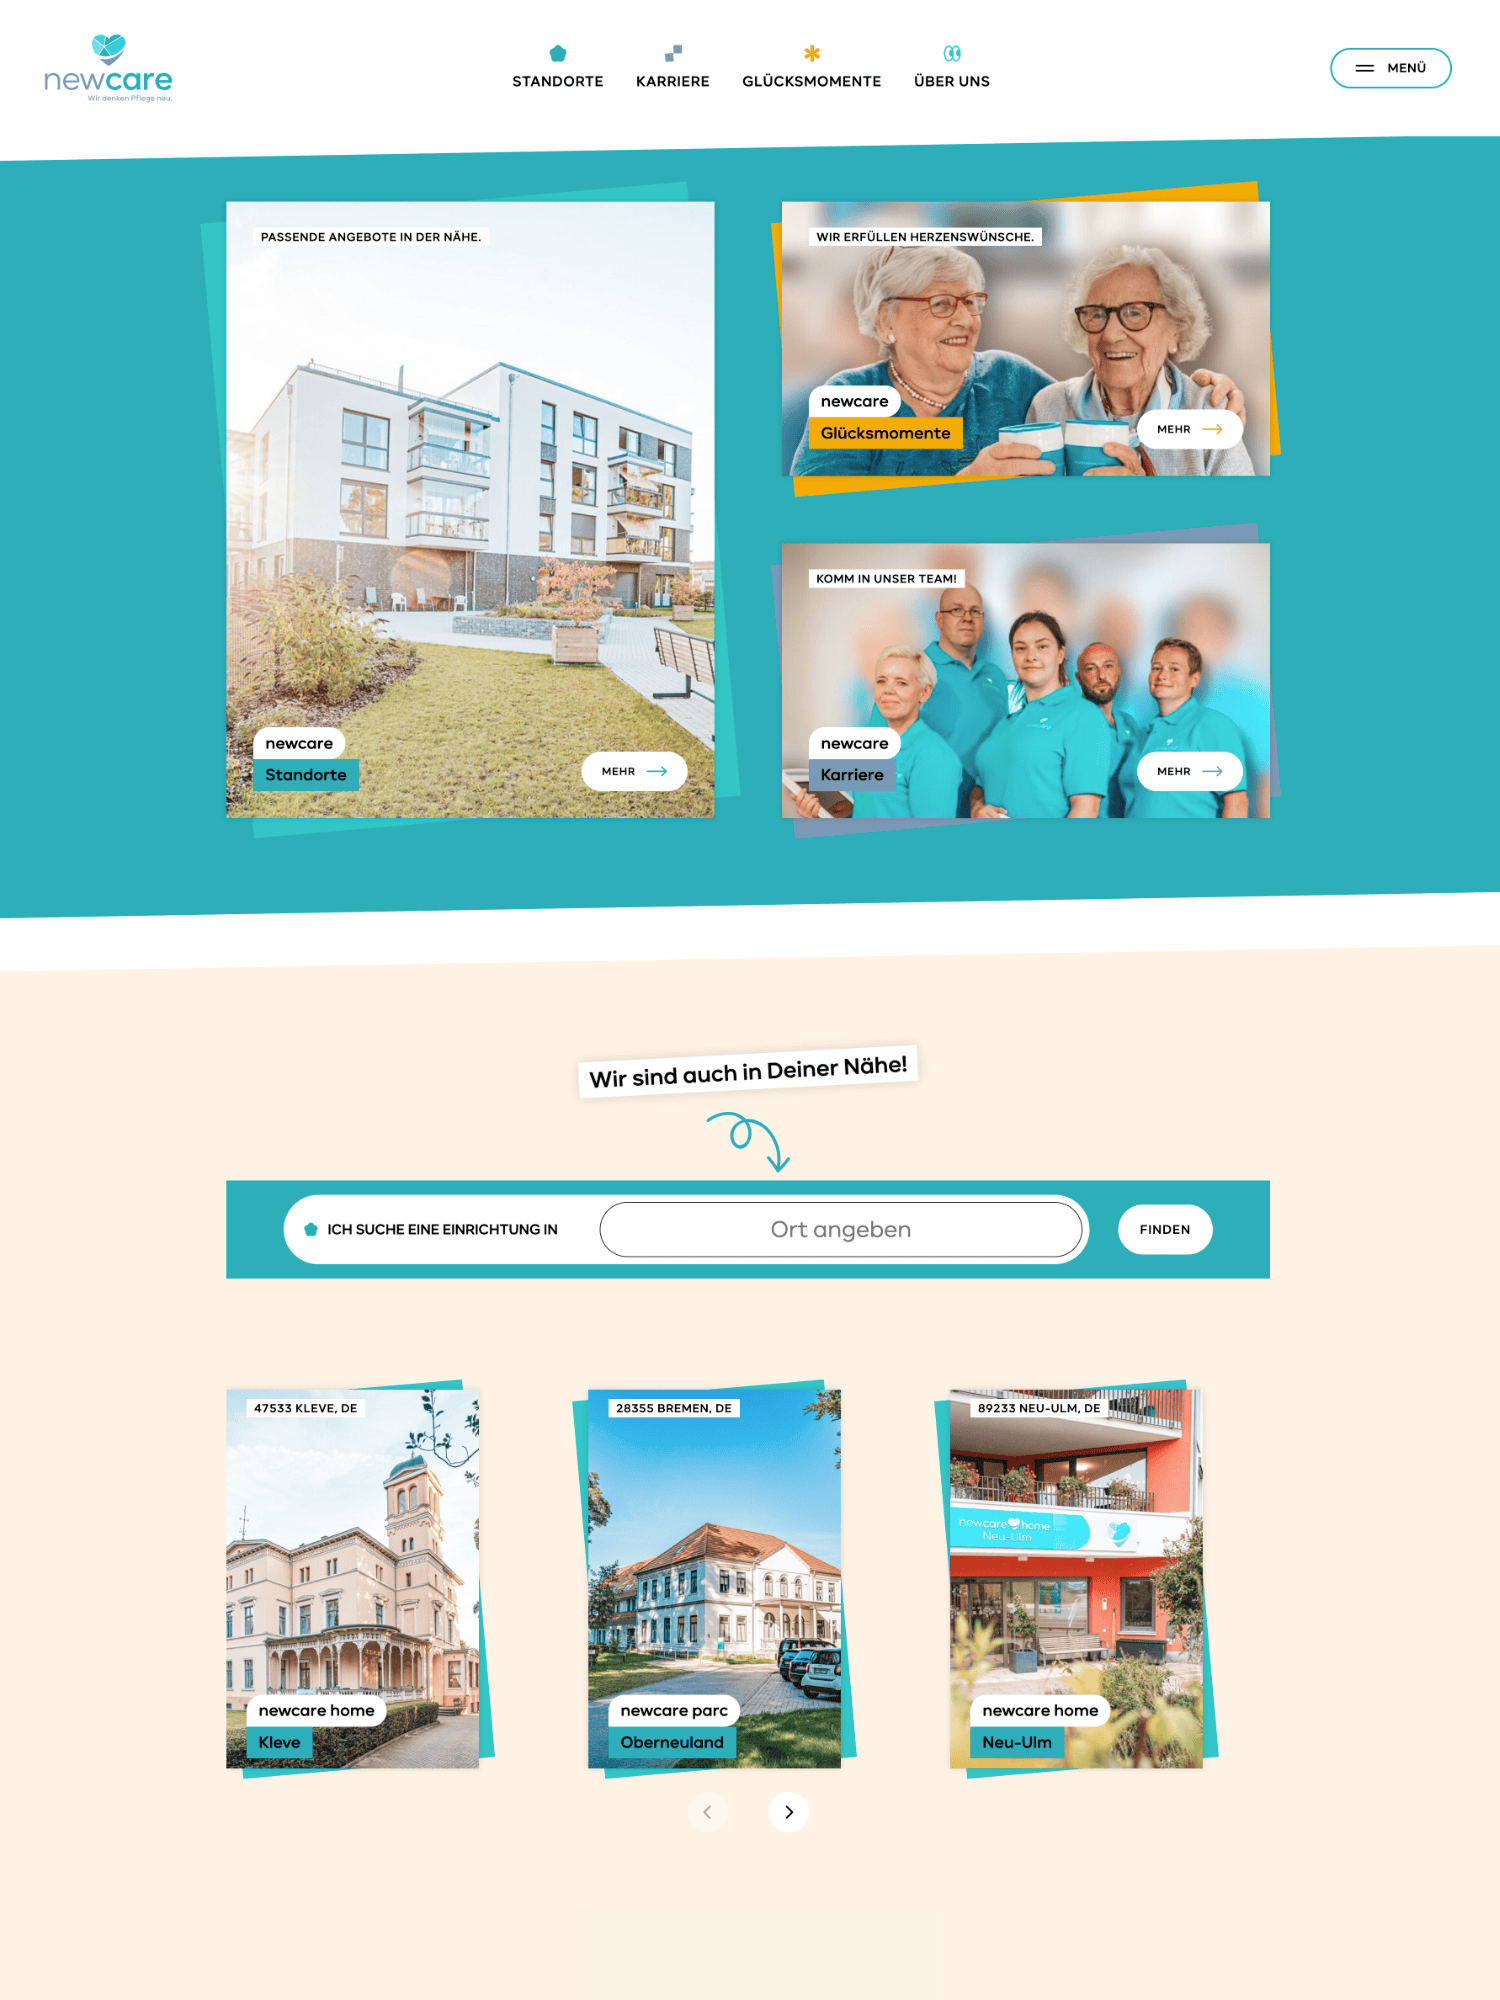 newcare
Wir denken Pflege neu.
STANDORTE
KARRIERE
GLÜCKSMOMENTE
ÜBER UNS
MENÜ
PASSENDE ANGEBOTE IN DER NÄHE.
newcare
Standorte
MEHR
WIR ERFÜLLEN HERZENSWÜNSCHE.
newcare
Glücksmomente
MEHR
KOMM IN UNSER TEAM!
newcare
Karriere
MEHR
Wir sind auch in Deiner Nähe!
ICH SUCHE EINE EINRICHTUNG IN
Ort angeben
FINDEN
47533 KLEVE, DE
newcare home
Kleve
28355 BREMEN, DE
newcare parc
Oberneuland
89233 NEU-ULM, DE
newcare home
Neu-Ulm
newcare home
Neu-Ulm